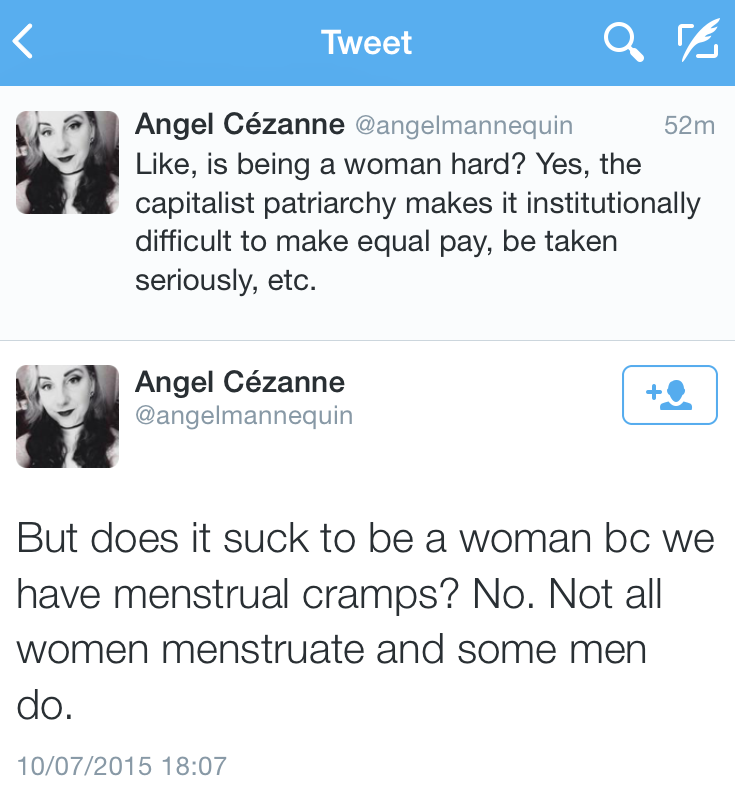 Tweet
Angel Cézanne @angelmannequin 52m
Like, is being a woman hard? Yes, the
capitalist patriarchy makes it institutionally
difficult to make equal pay, be taken
seriously, etc.
Angel Cézanne
@angelmannequin
But does it suck to be a woman bc we
have menstrual cramps? No. Not all
women menstruate and some men
do.
10/07/2015 18:07